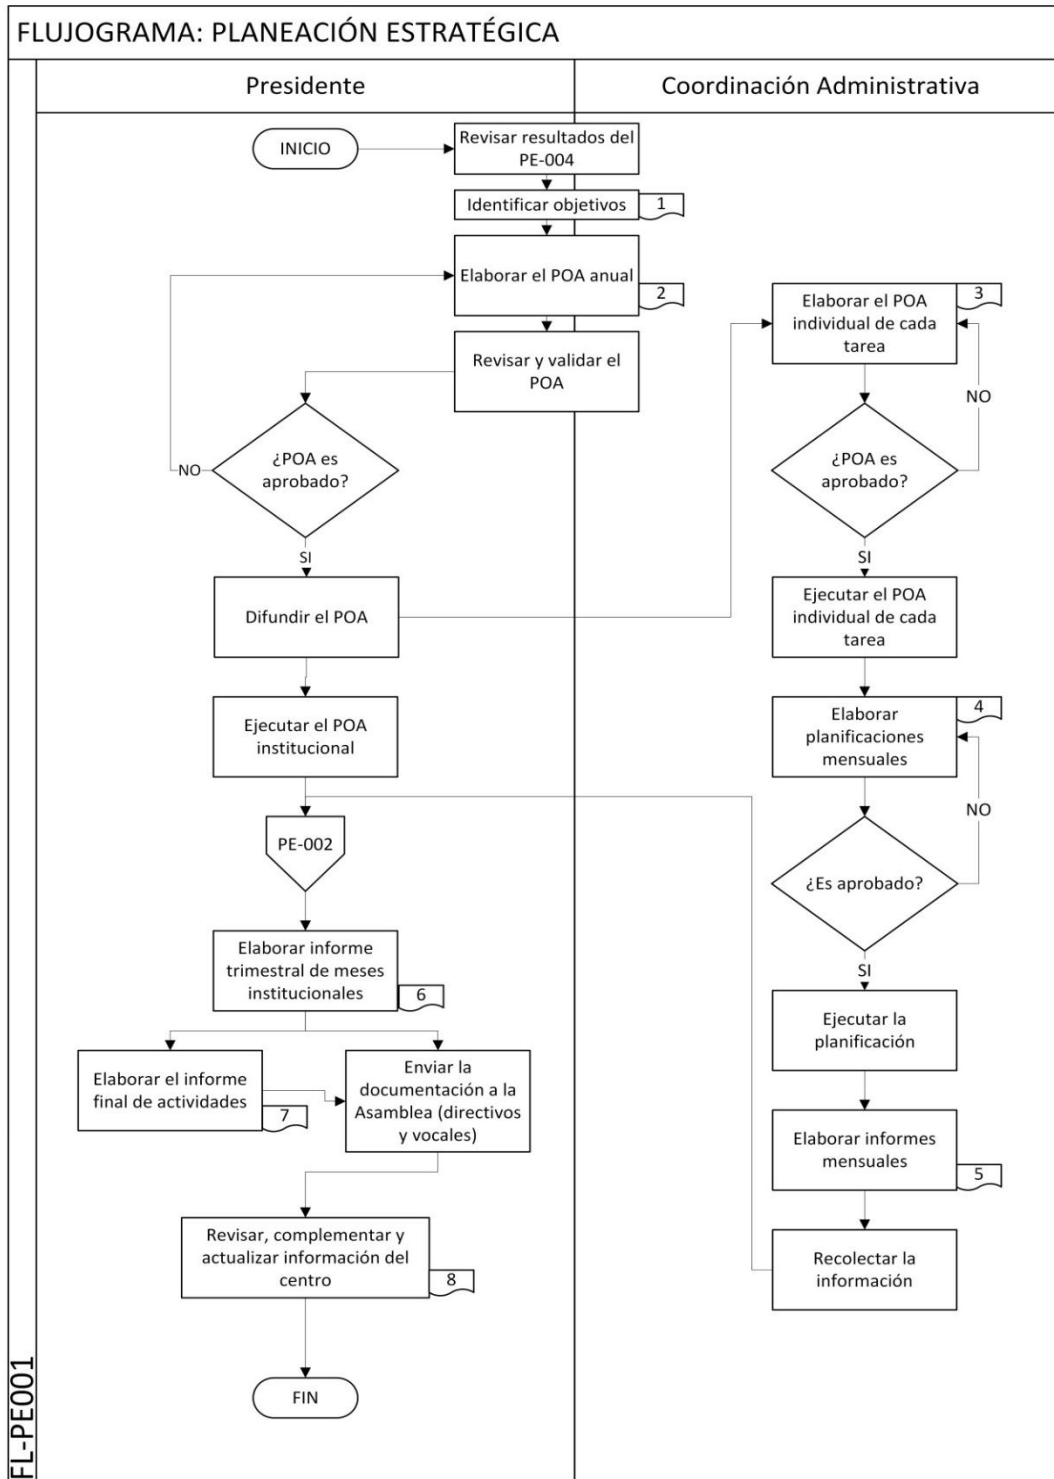 FLUJOGRAMA: PLANEACIÓN ESTRATÉGICA
Presidente
Coordinación Administrativa
INICIO
Revisar resultados del
PE-004
Identificar objetivos
1
Elaborar el POA anual
2
Revisar y validar el
POA
¿POA es
aprobado?
NO
SI
Difundir el POA
Ejecutar el POA
institucional
PE-002
Elaborar informe
trimestral de meses
institucionales
6
Elaborar el informe
final de actividades
7
Enviar la
documentación a la
Asamblea (directivos
y vocales)
Revisar, complementar y
actualizar información del
centro
8
FIN
Elaborar el POA
individual de cada
tarea
3
¿POA es
aprobado?
NO
SI
Ejecutar el POA
individual de cada
tarea
Elaborar
planificaciones
mensuales
4
¿Es aprobado?
NO
SI
Ejecutar la
planificación
Elaborar informes
mensuales
5
Recolectar la
información
FL-PE001